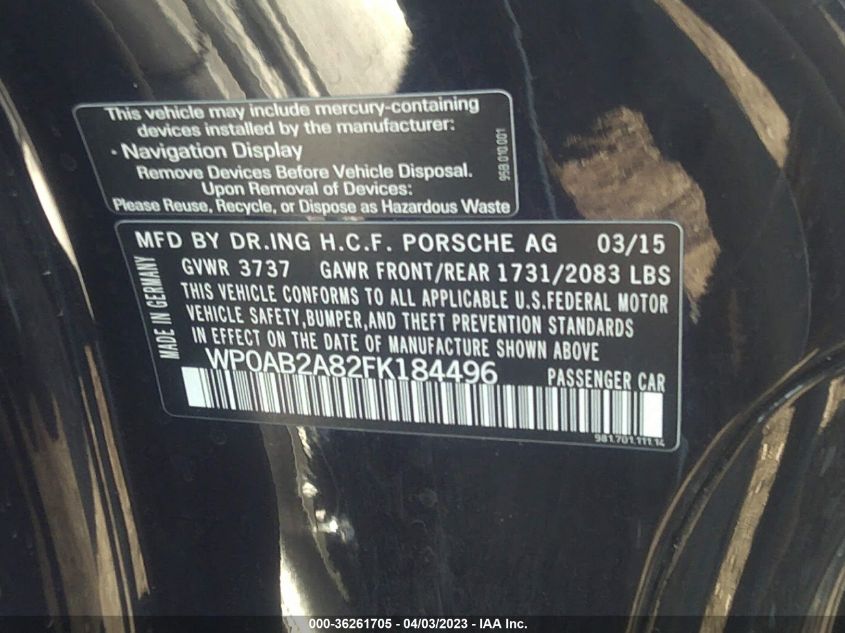 This vehicle may include mercury-containing
devices installed by the manufacturer:
• Navigation Display
Remove Devices Before Vehicle Disposal.
Upon Removal of Devices:
Please Reuse, Recycle, or Dispose as Hazardous Waste
95B.010.001
MFD BY DR.ING H.C.F. PORSCHE AG 03/15
GVWR 3737 GAWR FRONT/REAR 1731/2083 LBS
THIS VEHICLE CONFORMS TO ALL APPLICABLE U.S.FEDERAL MOTOR
VEHICLE SAFETY,BUMPER,AND THEFT PREVENTION STANDARDS
IN EFFECT ON THE DATE OF MANUFACTURE SHOWN ABOVE
WP0AB2A82FK184496 PASSENGER CAR
MADE IN GERMANY
981.701.111.14
000-36261705 - 04/03/2023 - IAA Inc.